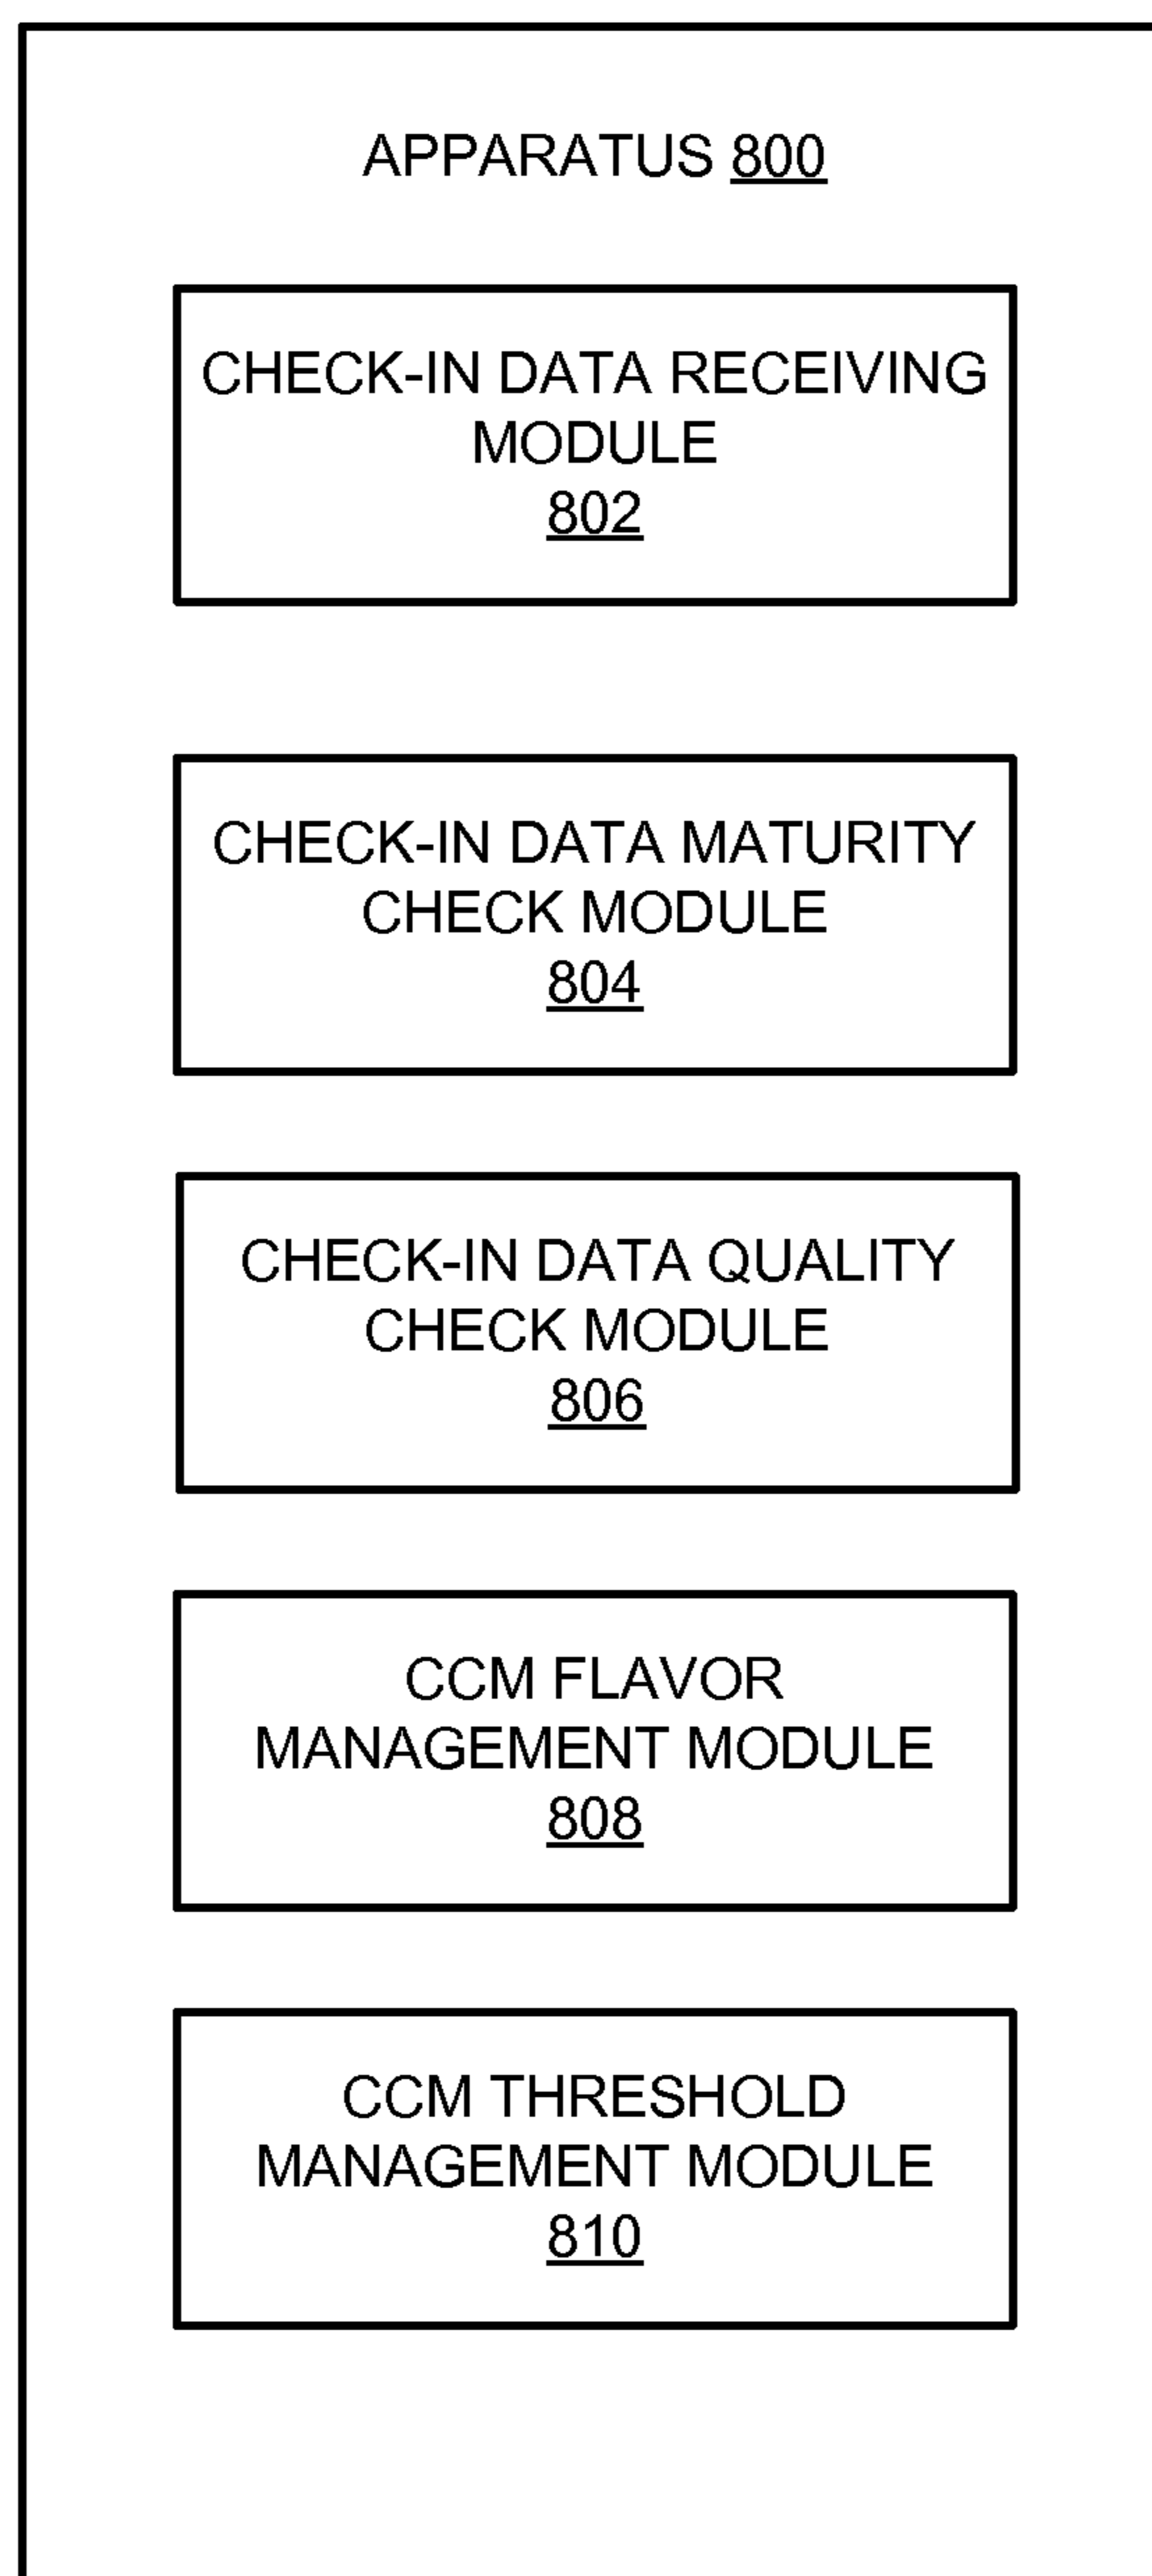 APPARATUS 800
CHECK-IN DATA RECEIVING
MODULE
802
CHECK-IN DATA MATURITY
CHECK MODULE
804
CHECK-IN DATA QUALITY
CHECK MODULE
806
CCM FLAVOR
MANAGEMENT MODULE
808
CCM THRESHOLD
MANAGEMENT MODULE
810